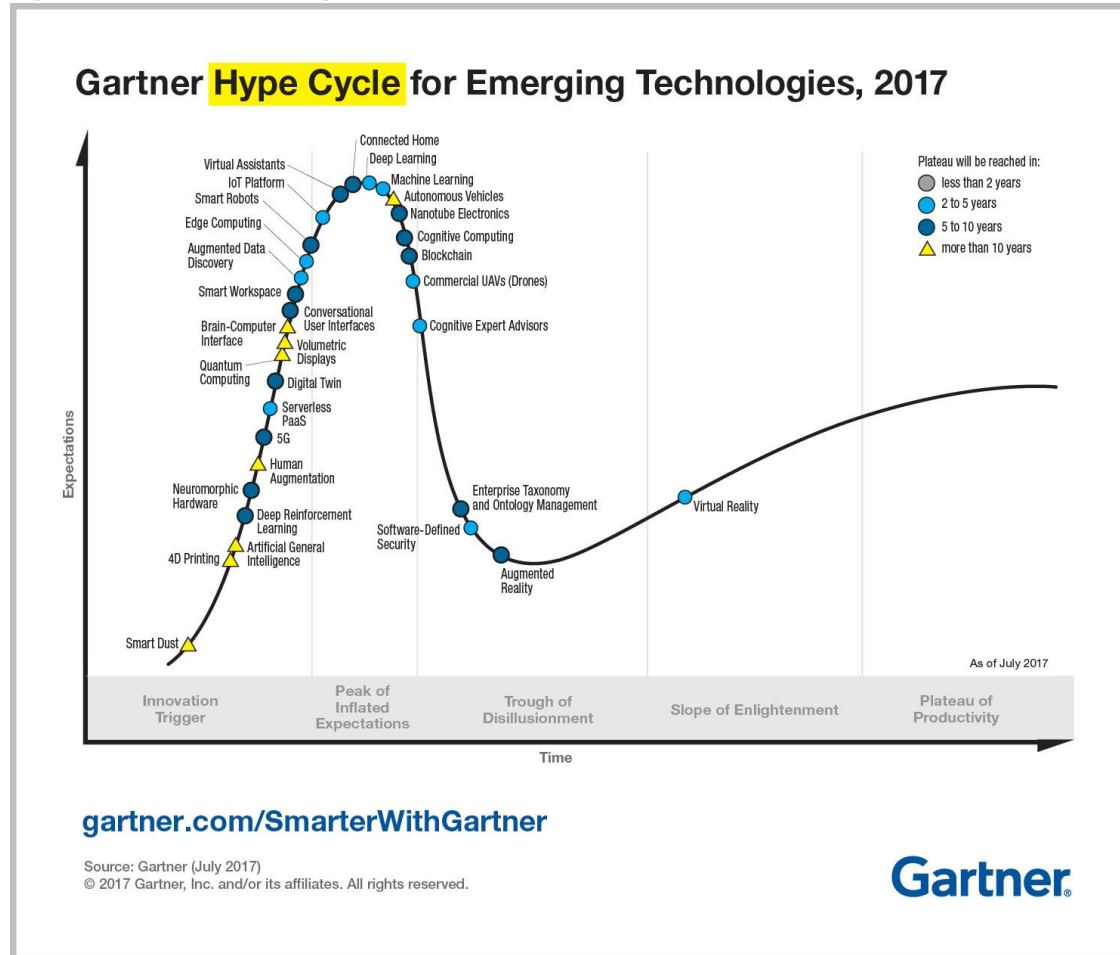 Gartner Hype Cycle for Emerging Technologies, 2017
Connected Home
Deep Learning
Virtual Assistants
Machine Learning
IoT Platform
Autonomous Vehicles
Smart Robots
Nanotube Electronics
Edge Computing
Cognitive Computing
Augmented Data
Discovery
Blockchain
Commercial UAVs (Drones)
Smart Workspace
Conversational
User Interfaces
Brain-Computer
Interface
Cognitive Expert Advisors
Volumetric
Displays
Quantum
Computing
Digital Twin
Serverless
PaaS
5G
Human
Augmentation
Neuromorphic
Hardware
Deep Reinforcement
Learning
Artificial General
Intelligence
4D Printing
Smart Dust
Enterprise Taxonomy
and Ontology Management
Software-Defined
Security
Augmented
Reality
Virtual Reality
Plateau will be reached in:
less than 2 years
2 to 5 years
5 to 10 years
more than 10 years
Expectations
As of July 2017
Innovation
Trigger
Peak of
Inflated
Expectations
Trough of
Disillusionment
Slope of Enlightenment
Plateau of
Productivity
Time
gartner.com/SmarterWithGartner
Source: Gartner (July 2017)
© 2017 Gartner, Inc. and/or its affiliates. All rights reserved.
Gartner®